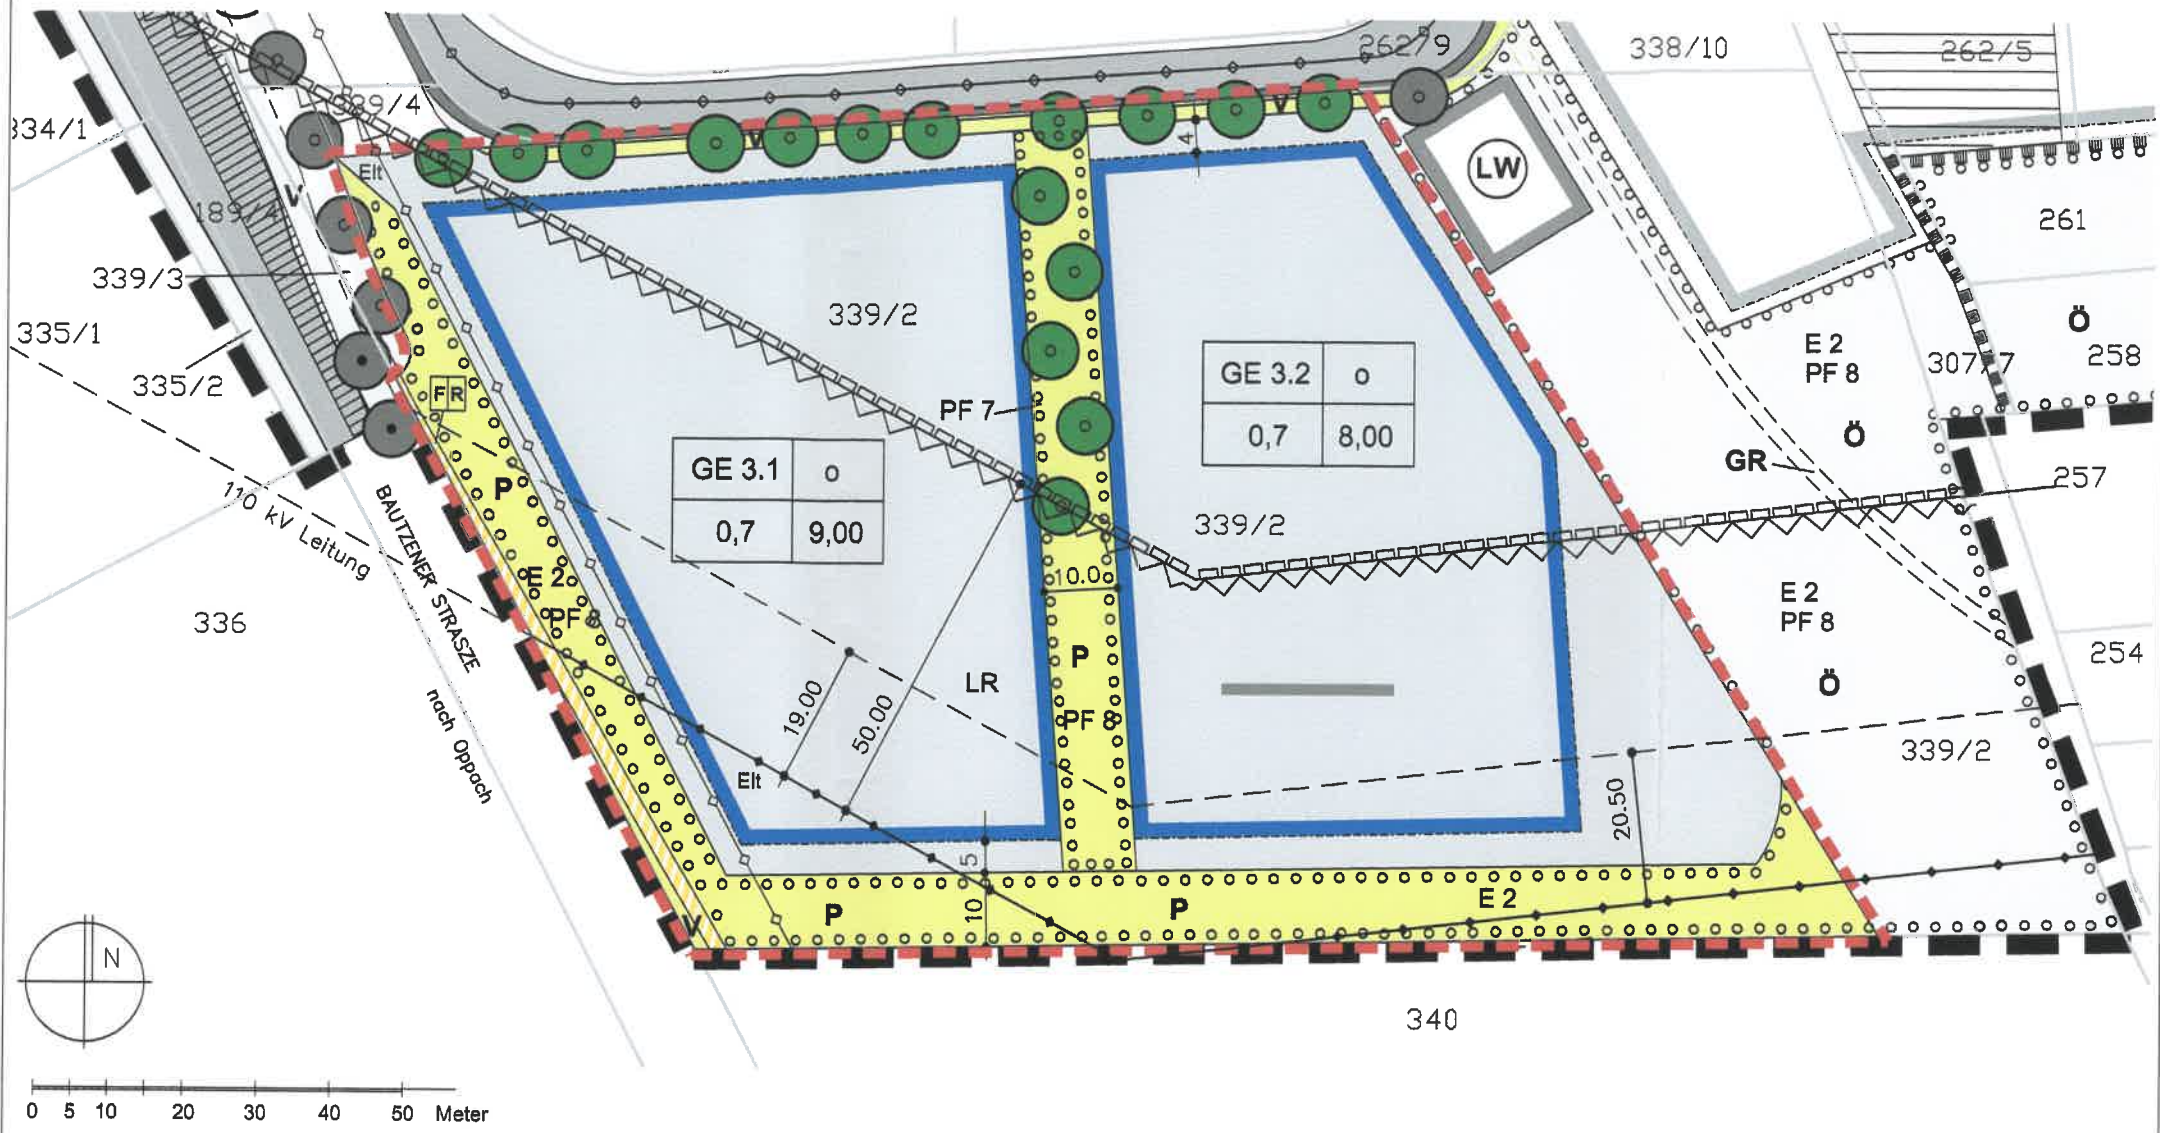 262/9
338/10
262/5
334/1
339/4
Elt
V
V
4
LW
189/4
V
261
339/3
335/1
335/2
339/2
F R
P
PF 7
GE 3.1 o
0,7 9,00
GE 3.2 o
0,7 8,00
E 2
PF 8
Ö
307/7
Ö
258
GR
257
110 kV Leitung
BAUTZENER STRASZE
nach Oppach
336
E 2
PF 8
339/2
10.0
P
PF 8
LR
19.00
50.00
Elt
E 2
PF 8
Ö
254
339/2
20.50
5
10
P
P
E 2
V
N
340
0 5 10 20 30 40 50 Meter